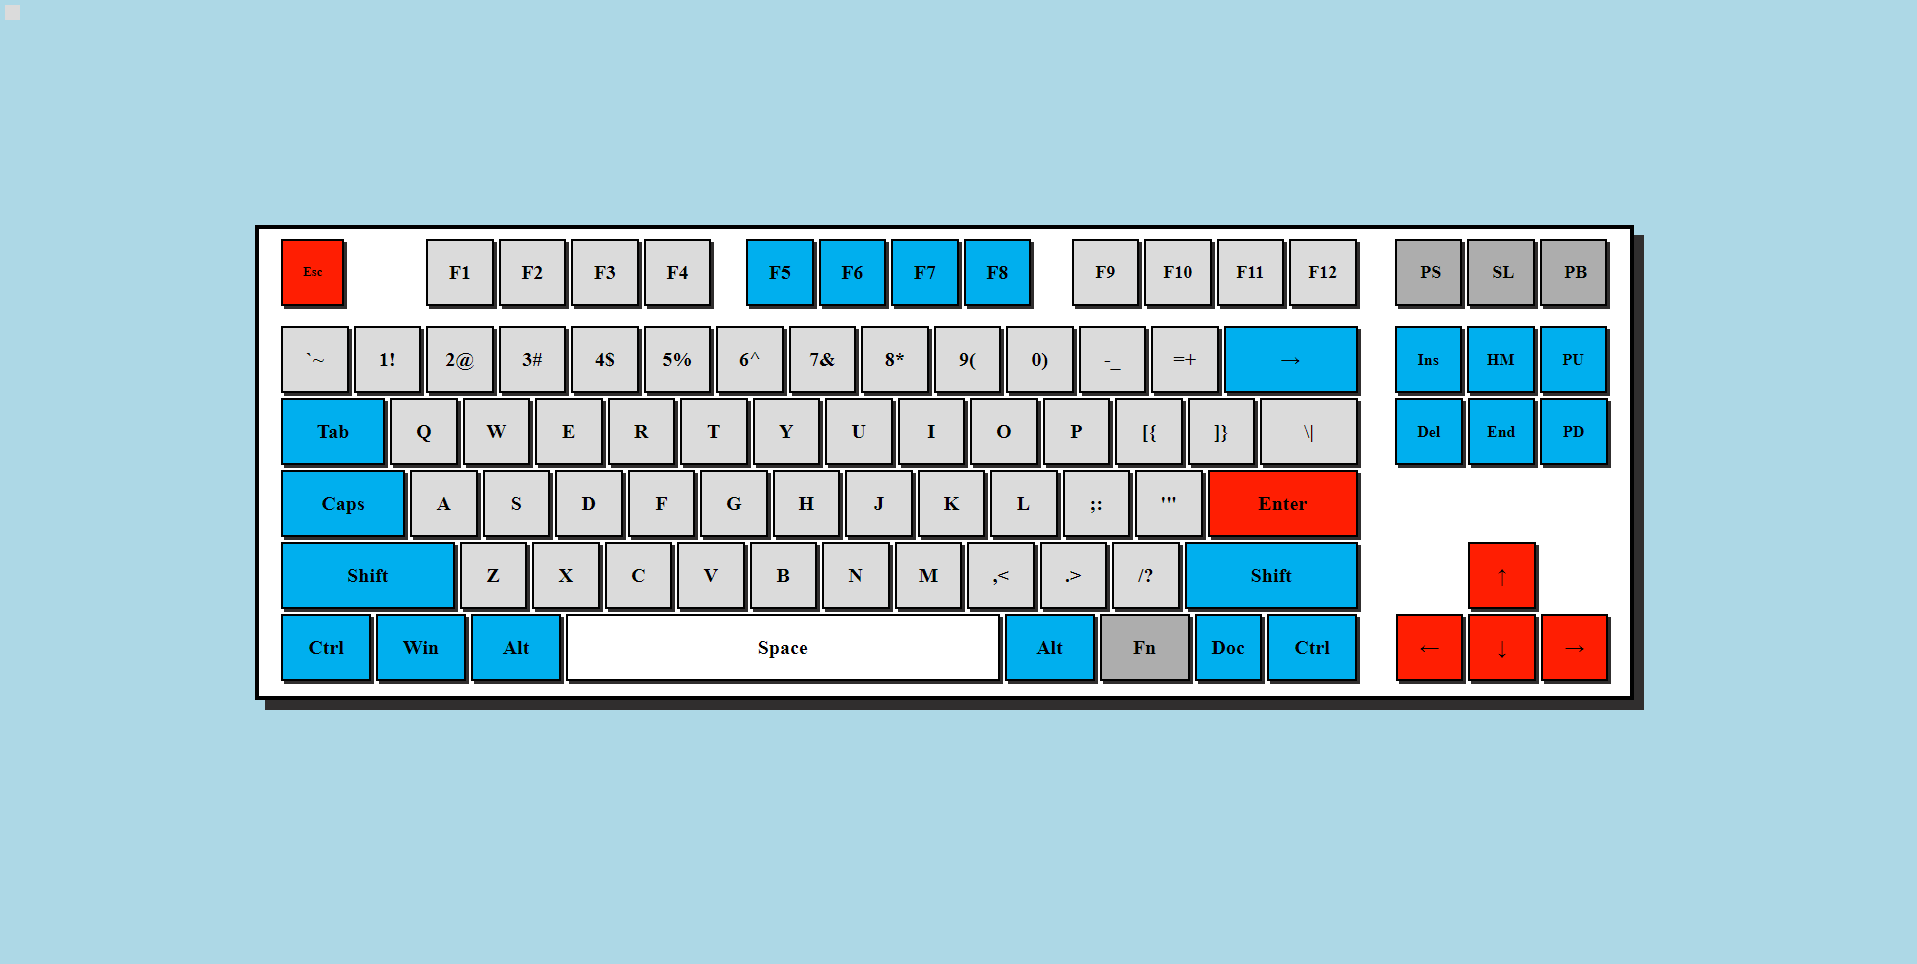 Esc F1 F2 F3 F4 F5 F6 F7 F8 F9 F10 F11 F12 PS SL PB
`~ 1! 2@ 3# 4$ 5% 6^ 7& 8* 9( 0) -_ =+ → Ins HM PU
Tab Q W E R T Y U I O P [{ ]} \| Del End PD
Caps A S D F G H J K L ;: '" Enter
Shift Z X C V B N M ,< .> /? Shift ↑
Ctrl Win Alt Space Alt Fn Doc Ctrl ← ↓ →